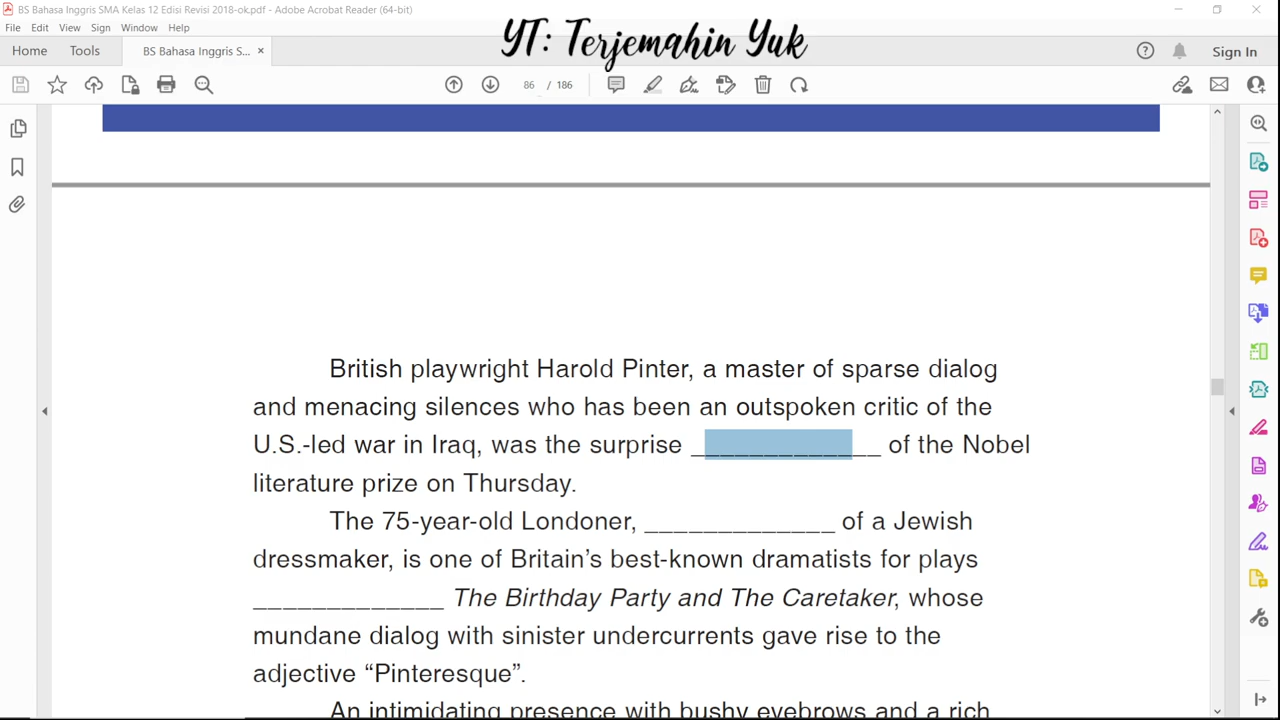 BS Bahasa Inggris SMA Kelas 12 Edisi Revisi 2018-ok.pdf - Adobe Acrobat Reader (64-bit)
File Edit View Sign Window Help
YT: Terjemahin Yuk
Home Tools BS Bahasa Inggris S... × Sign In
86 / 186
British playwright Harold Pinter, a master of sparse dialog
and menacing silences who has been an outspoken critic of the
U.S.-led war in Iraq, was the surprise _____________ of the Nobel
literature prize on Thursday.
The 75-year-old Londoner, _____________ of a Jewish
dressmaker, is one of Britain’s best-known dramatists for plays
_____________ The Birthday Party and The Caretaker, whose
mundane dialog with sinister undercurrents gave rise to the
adjective “Pinteresque”.
An intimidating presence with bushy eyebrows and a rich